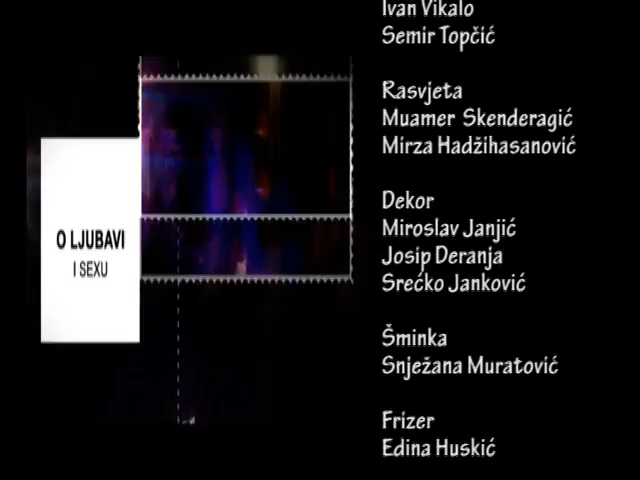 Ivan Vikalo
Semir Topčić
Rasvjeta
Muamer Skenderagić
Mirza Hadžihasanović
Dekor
Miroslav Janjić
Josip Deranja
Srećko Janković
Šminka
Snježana Muratović
Frizer
Edina Huskić
O LJUBAVI
I SEXU